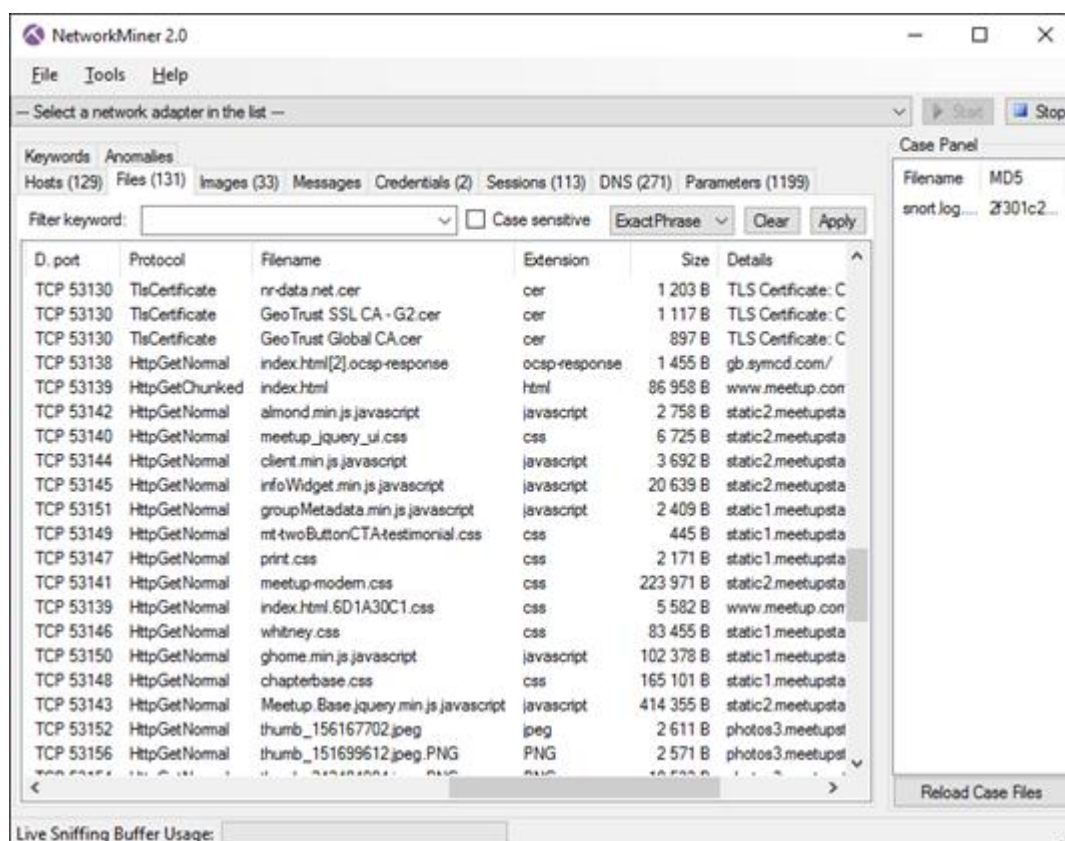 NetworkMiner 2.0
File Tools Help
--- Select a network adapter in the list ---
Start Stop
Keywords Anomalies
Hosts (129) Files (131) Images (33) Messages Credentials (2) Sessions (113) DNS (271) Parameters (1199)
Filter keyword: Case sensitive ExactPhrase Clear Apply
D. port Protocol Filename Extension Size Details
TCP 53130 TlsCertificate nr-data.net.cer cer 1 203 B TLS Certificate: C
TCP 53130 TlsCertificate GeoTrust SSL CA - G2.cer cer 1 117 B TLS Certificate: C
TCP 53130 TlsCertificate GeoTrust Global CA.cer cer 897 B TLS Certificate: C
TCP 53138 HttpGetNormal index.html[2].ocsp-response ocsp-response 1 455 B gb.symcd.com/
TCP 53139 HttpGetChunked index.html html 86 958 B www.meetup.com
TCP 53142 HttpGetNormal almond.min.js.javascript javascript 2 758 B static2.meetupsta
TCP 53140 HttpGetNormal meetup_jquery_ui.css css 6 725 B static2.meetupsta
TCP 53144 HttpGetNormal client.min.js.javascript javascript 3 692 B static2.meetupsta
TCP 53145 HttpGetNormal infoWidget.min.js.javascript javascript 20 639 B static2.meetupsta
TCP 53151 HttpGetNormal groupMetadata.min.js.javascript javascript 2 409 B static1.meetupsta
TCP 53149 HttpGetNormal mt-twoButtonCTA-testimonial.css css 445 B static1.meetupsta
TCP 53147 HttpGetNormal print.css css 2 171 B static1.meetupsta
TCP 53141 HttpGetNormal meetup-modern.css css 223 971 B static2.meetupsta
TCP 53139 HttpGetNormal index.html.6D1A30C1.css css 5 582 B www.meetup.com
TCP 53146 HttpGetNormal whitney.css css 83 455 B static1.meetupsta
TCP 53150 HttpGetNormal ghome.min.js.javascript javascript 102 378 B static1.meetupsta
TCP 53148 HttpGetNormal chapterbase.css css 165 101 B static1.meetupsta
TCP 53143 HttpGetNormal Meetup.Base.jquery.min.js.javascript javascript 414 355 B static2.meetupsta
TCP 53152 HttpGetNormal thumb_156167702.jpeg jpeg 2 611 B photos3.meetupst
TCP 53156 HttpGetNormal thumb_151699612.jpeg.PNG PNG 2 571 B photos3.meetupst
Case Panel
Filename MD5
snort.log.... 2f301c2...
Reload Case Files
Live Sniffing Buffer Usage: